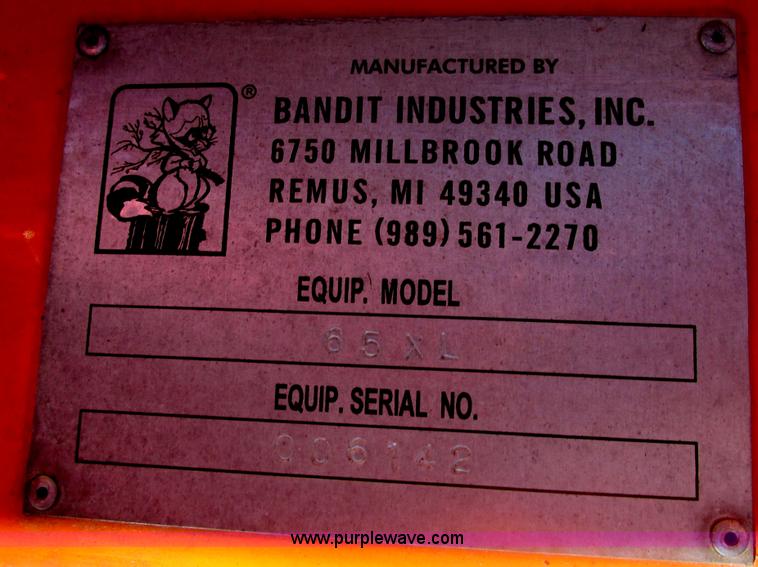 MANUFACTURED BY
®
BANDIT INDUSTRIES, INC.
6750 MILLBROOK ROAD
REMUS, MI 49340 USA
PHONE (989) 561-2270
EQUIP. MODEL
65XL
EQUIP. SERIAL NO.
006142
www.purplewave.com